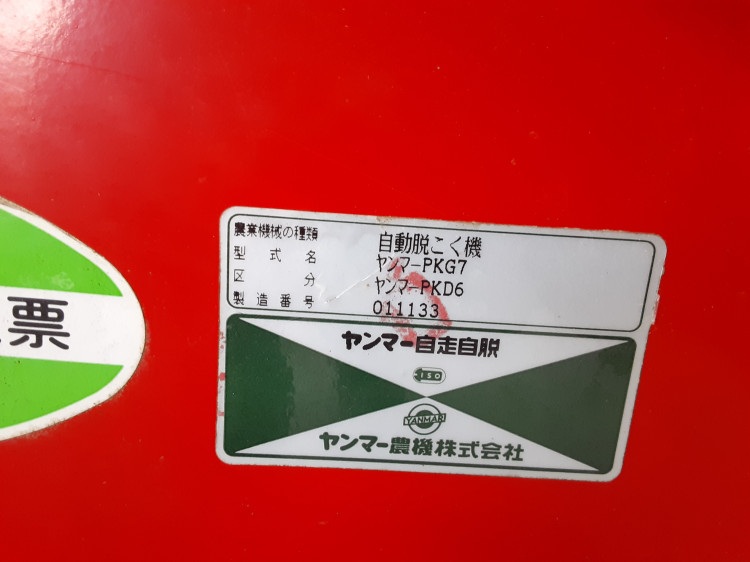 農業機械の種類 自動脱こく機
型式名 ヤンマーPKG7
区分 ヤンマーPKD6
製造番号 011133
ヤンマー自走自脱
ISO
YANMAR
ヤンマー農機株式会社
票